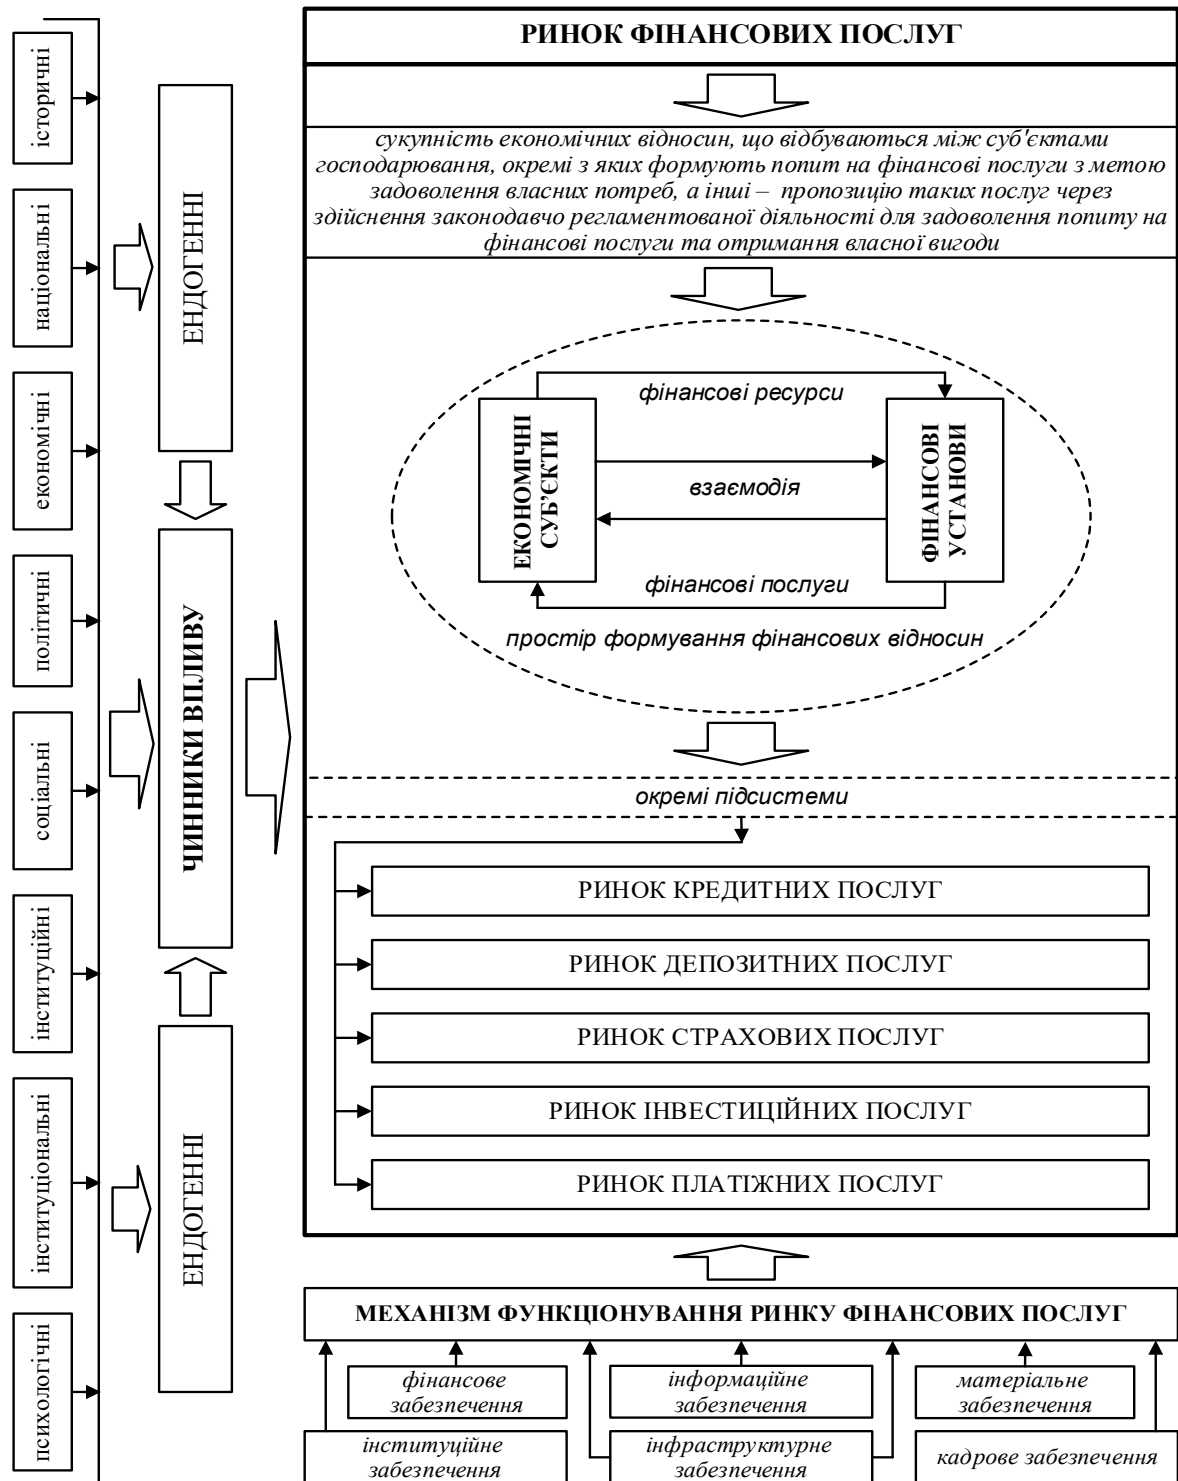 історичні
національні
економічні
політичні
соціальні
інституційні
інституціональні
психологічні
ЕНДОГЕННІ
ЧИННИКИ ВПЛИВУ
ЕНДОГЕННІ
РИНОК ФІНАНСОВИХ ПОСЛУГ
сукупність економічних відносин, що відбуваються між суб'єктами
господарювання, окремі з яких формують попит на фінансові послуги з метою
задоволення власних потреб, а інші – пропозицію таких послуг через
здійснення законодавчо регламентованої діяльності для задоволення попиту на
фінансові послуги та отримання власної вигоди
фінансові ресурси
ЕКОНОМІЧНІ
СУБ’ЄКТИ
взаємодія
ФІНАНСОВІ
УСТАНОВИ
фінансові послуги
простір формування фінансових відносин
окремі підсистеми
РИНОК КРЕДИТНИХ ПОСЛУГ
РИНОК ДЕПОЗИТНИХ ПОСЛУГ
РИНОК СТРАХОВИХ ПОСЛУГ
РИНОК ІНВЕСТИЦІЙНИХ ПОСЛУГ
РИНОК ПЛАТІЖНИХ ПОСЛУГ
МЕХАНІЗМ ФУНКЦІОНУВАННЯ РИНКУ ФІНАНСОВИХ ПОСЛУГ
фінансове
забезпечення
інформаційне
забезпечення
матеріальне
забезпечення
інституційне
забезпечення
інфраструктурне
забезпечення
кадрове забезпечення